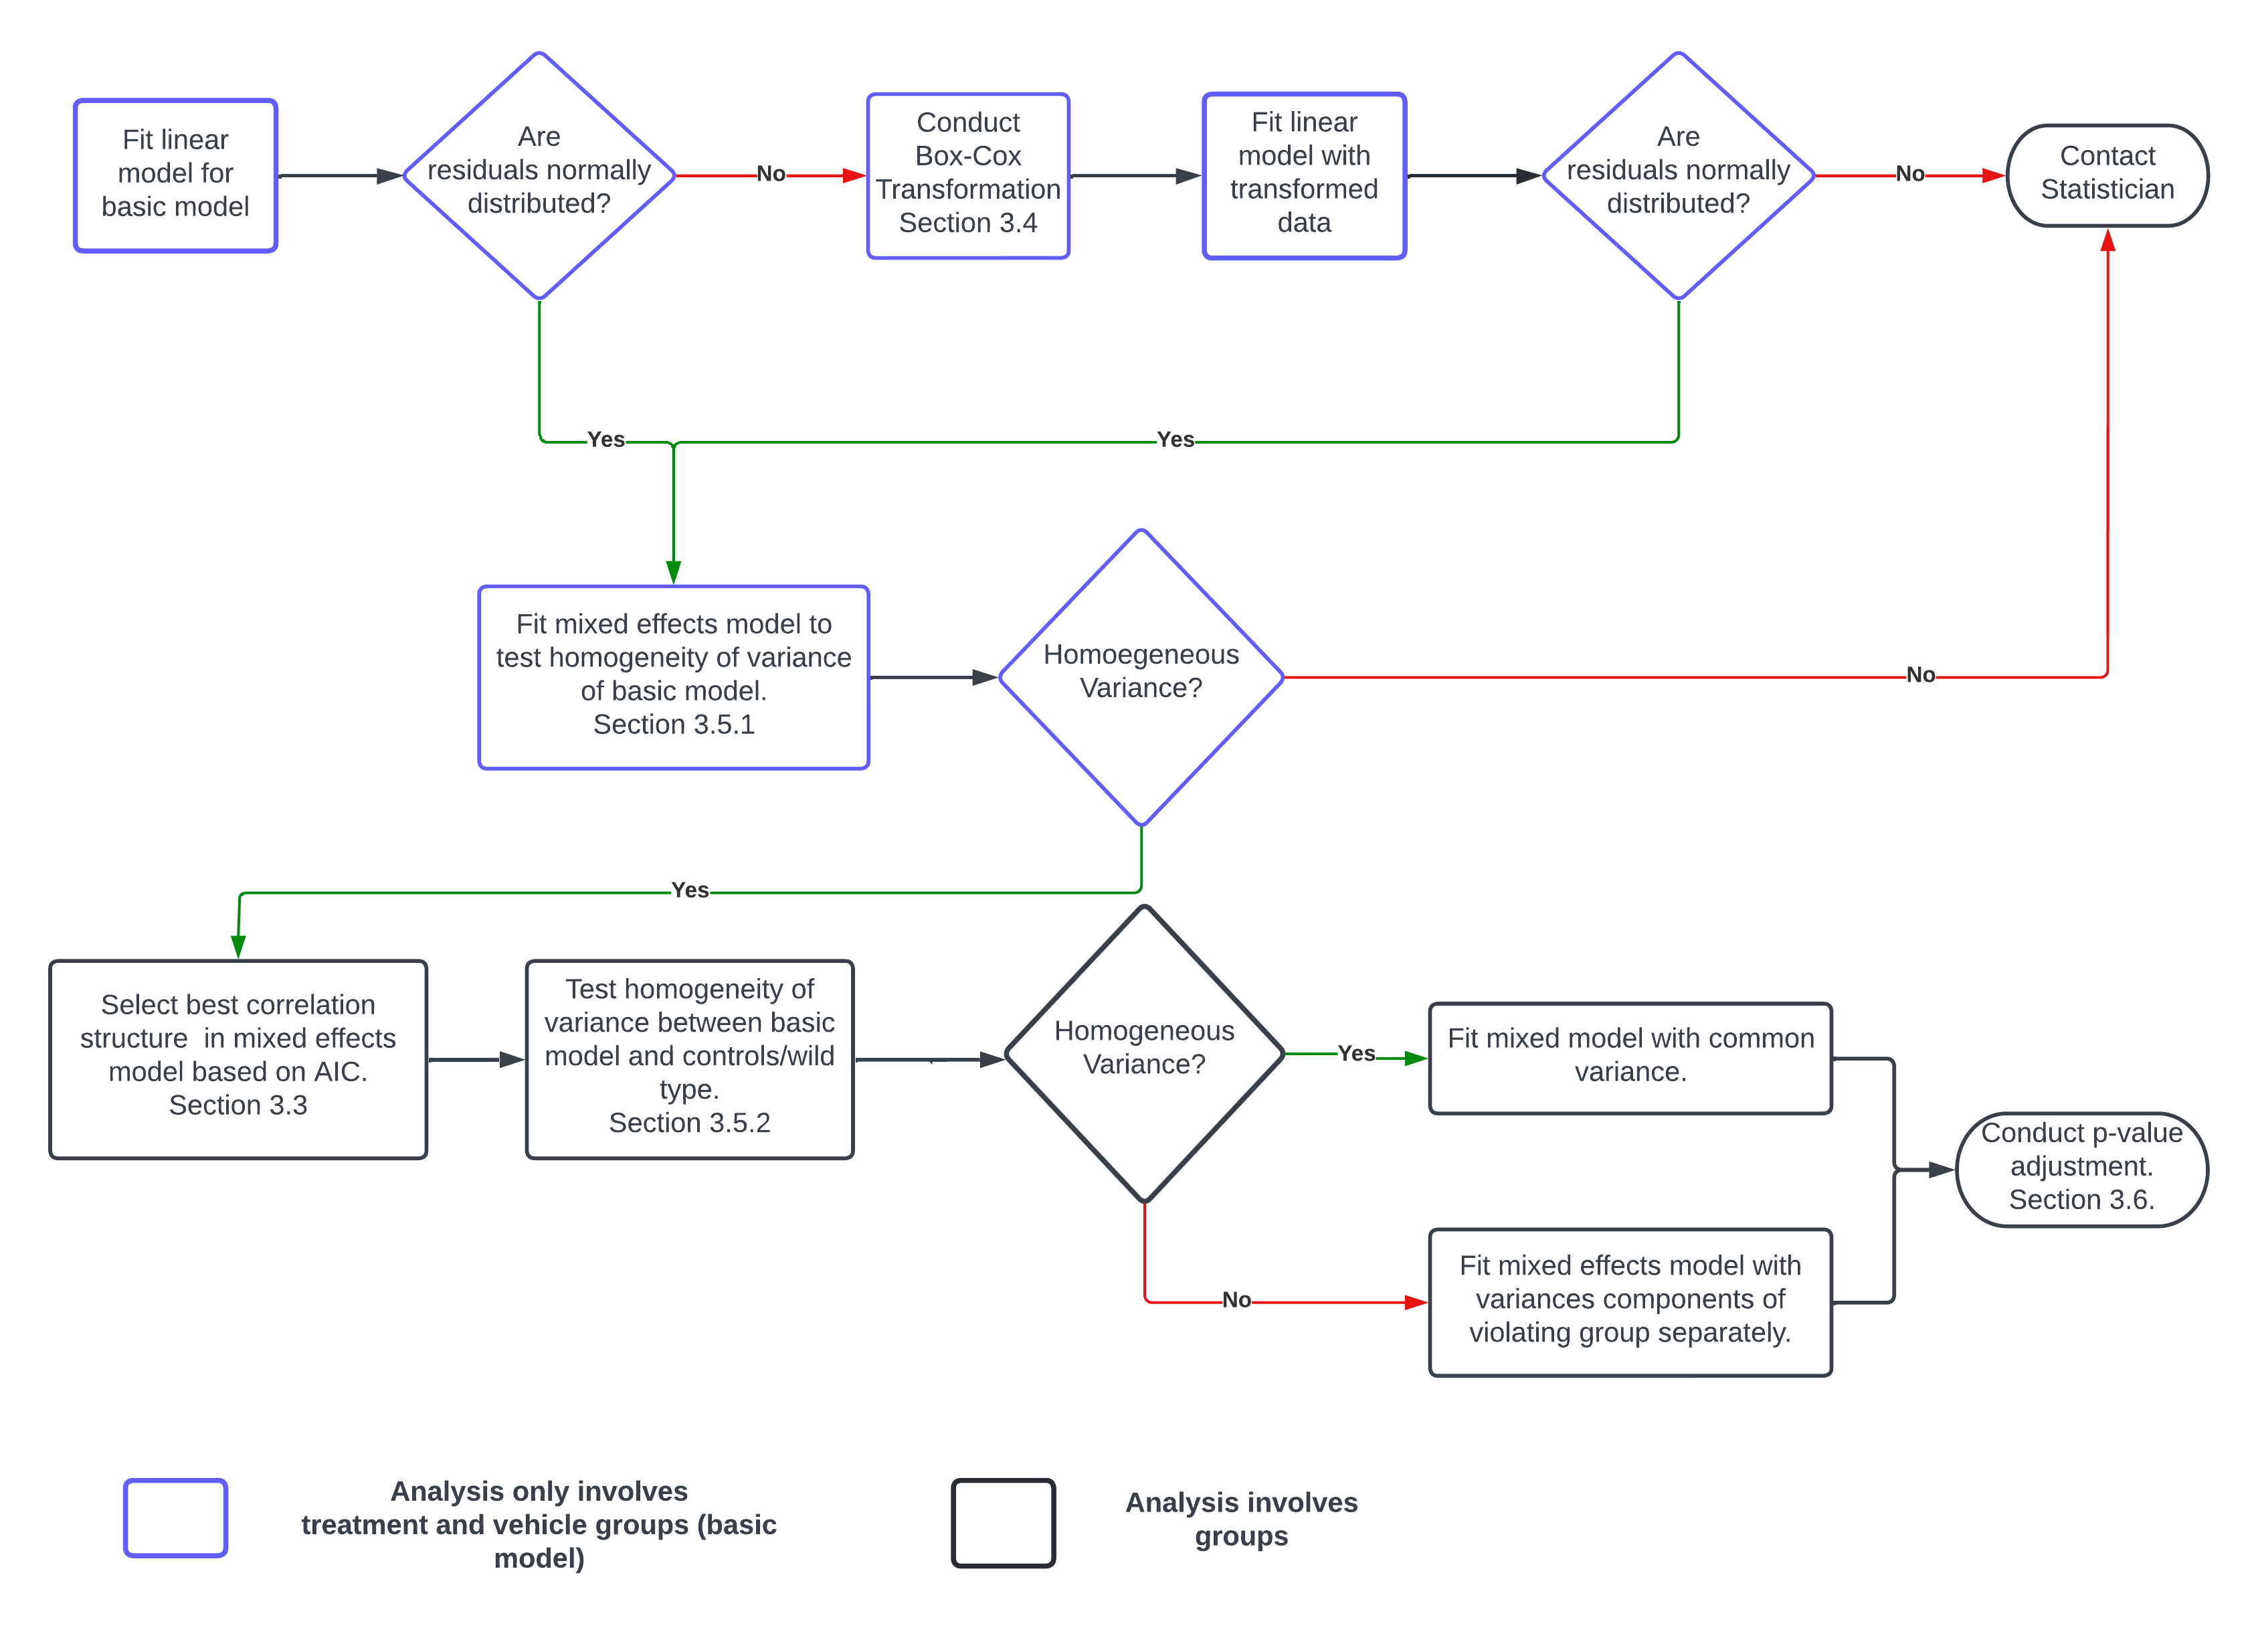 Fit linear
model for
basic model
Are
residuals normally
distributed?
No
Conduct
Box-Cox
Transformation
Section 3.4
Fit linear
model with
transformed
data
Are
residuals normally
distributed?
No
Contact
Statistician
Yes
Yes
Fit mixed effects model to
test homogeneity of variance
of basic model.
Section 3.5.1
Homoegeneous
Variance?
No
Yes
Select best correlation
structure  in mixed effects
model based on AIC.
Section 3.3
Test homogeneity of
variance between basic
model and controls/wild
type.
Section 3.5.2
Homogeneous
Variance?
Yes
Fit mixed model with common
variance.
No
Fit mixed effects model with
variances components of
violating group separately.
Conduct p-value
adjustment.
Section 3.6.
Analysis only involves
treatment and vehicle groups (basic
model)
Analysis involves
groups